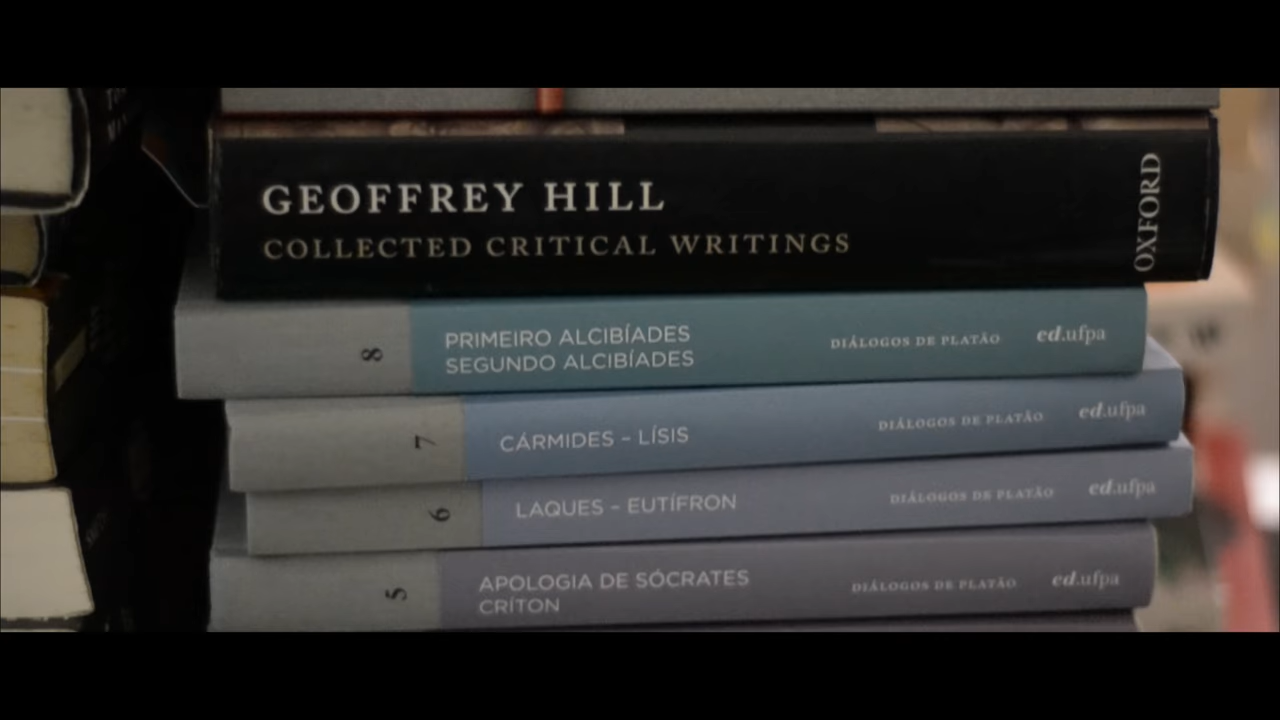 GEOFFREY HILL
COLLECTED CRITICAL WRITINGS
OXFORD
8
PRIMEIRO ALCIBÍADES
SEGUNDO ALCIBÍADES
DIÁLOGOS DE PLATÃO
ed.ufpa
7
CÁRMIDES – LÍSIS
DIÁLOGOS DE PLATÃO
ed.ufpa
6
LAQUES – EUTÍFRON
DIÁLOGOS DE PLATÃO
ed.ufpa
5
APOLOGIA DE SÓCRATES
CRÍTON
DIÁLOGOS DE PLATÃO
ed.ufpa